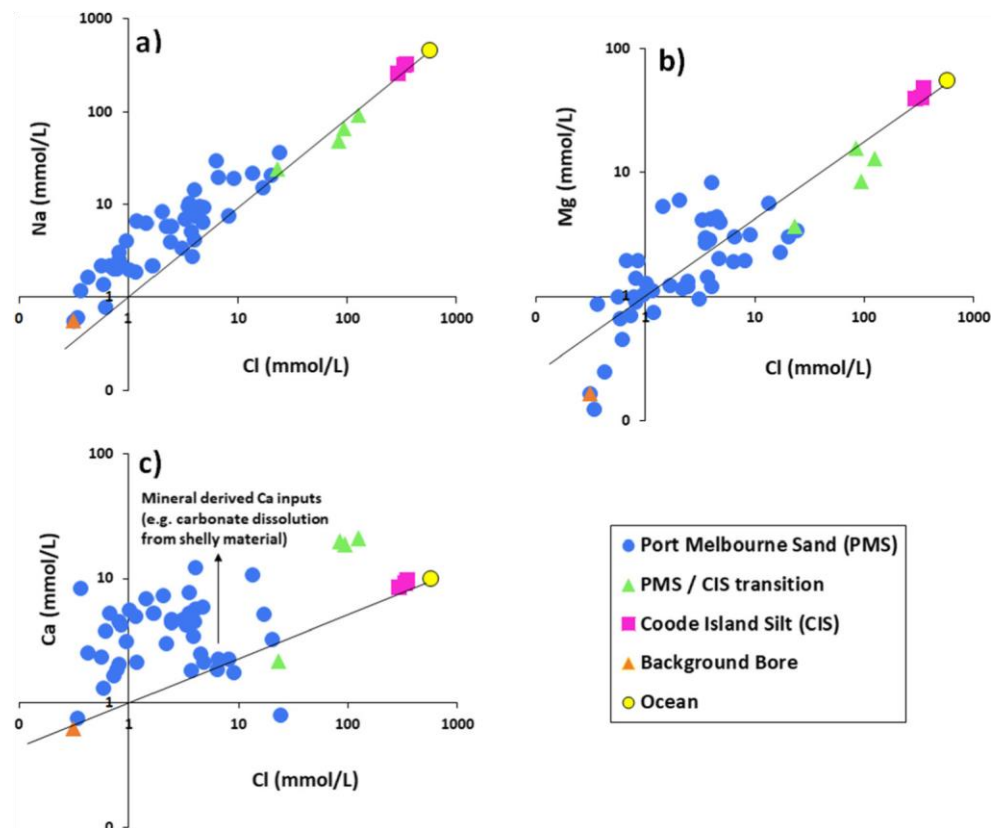 a)
1000
100
10
1
0
Na (mmol/L)
1 10 100 1000
0
Cl (mmol/L)
b)
100
10
1
0
Mg (mmol/L)
0 1 10 100 1000
Cl (mmol/L)
c)
100
10
1
0
Ca (mmol/L)
Mineral derived Ca inputs
(e.g. carbonate dissolution
from shelly material)
0 1 10 100 1000
Cl (mmol/L)
Port Melbourne Sand (PMS)
PMS / CIS transition
Coode Island Silt (CIS)
Background Bore
Ocean